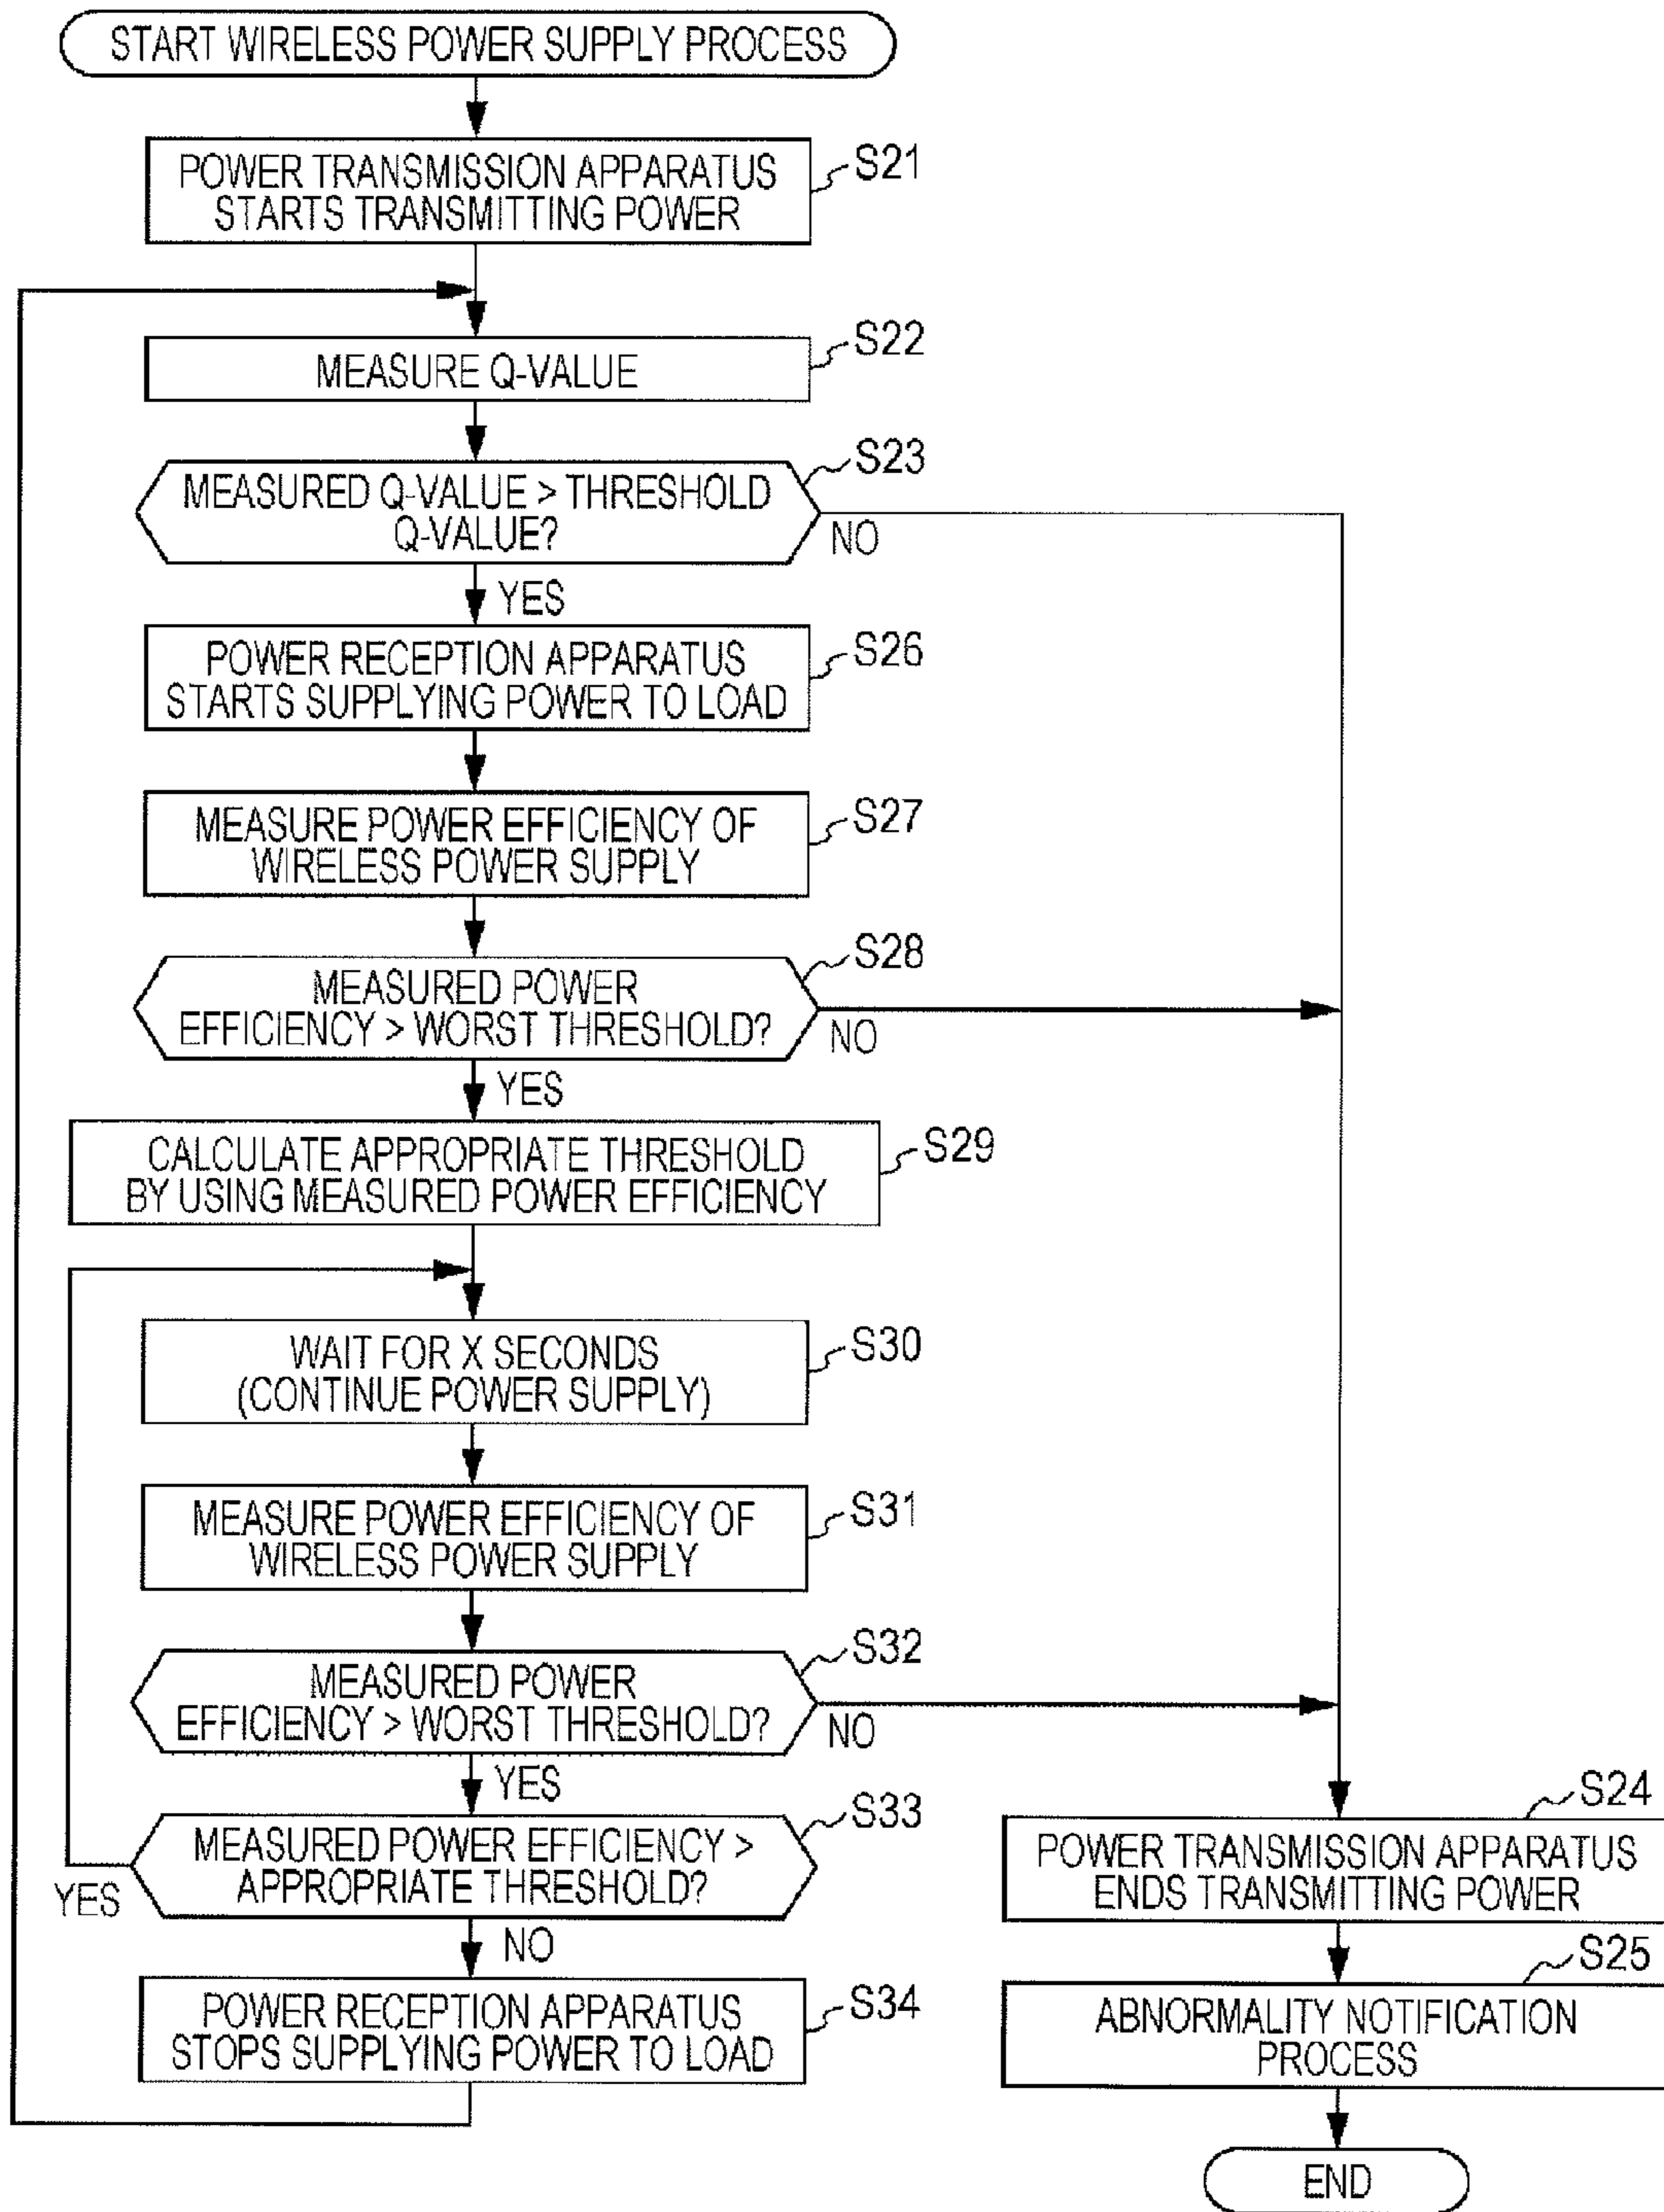 START WIRELESS POWER SUPPLY PROCESS
POWER TRANSMISSION APPARATUS
STARTS TRANSMITTING POWER
S21
MEASURE Q-VALUE
S22
MEASURED Q-VALUE > THRESHOLD
Q-VALUE?
S23
NO
YES
POWER RECEPTION APPARATUS
STARTS SUPPLYING POWER TO LOAD
S26
MEASURE POWER EFFICIENCY OF
WIRELESS POWER SUPPLY
S27
MEASURED POWER
EFFICIENCY > WORST THRESHOLD?
S28
NO
YES
CALCULATE APPROPRIATE THRESHOLD
BY USING MEASURED POWER EFFICIENCY
S29
WAIT FOR X SECONDS
(CONTINUE POWER SUPPLY)
S30
MEASURE POWER EFFICIENCY OF
WIRELESS POWER SUPPLY
S31
MEASURED POWER
EFFICIENCY > WORST THRESHOLD?
S32
NO
YES
MEASURED POWER EFFICIENCY >
APPROPRIATE THRESHOLD?
S33
YES
NO
POWER RECEPTION APPARATUS
STOPS SUPPLYING POWER TO LOAD
S34
S24
POWER TRANSMISSION APPARATUS
ENDS TRANSMITTING POWER
S25
ABNORMALITY NOTIFICATION
PROCESS
END